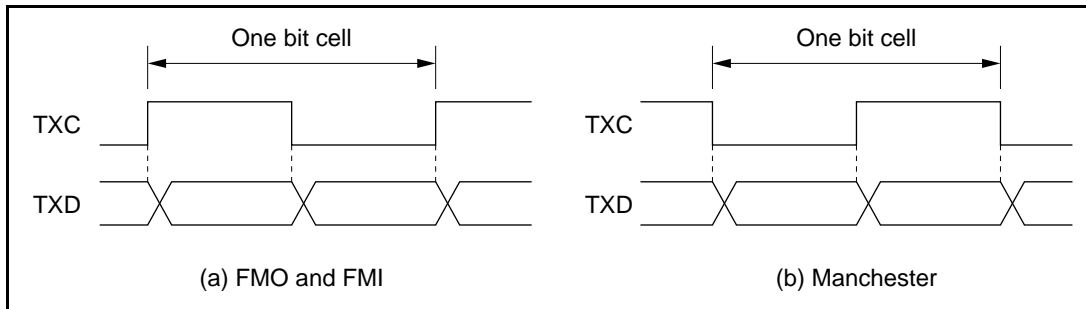 One bit cell
TXC
TXD
(a) FMO and FMI
One bit cell
TXC
TXD
(b) Manchester